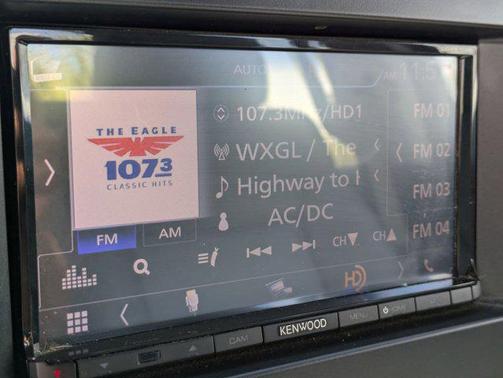 AUTO
AM
THE EAGLE
107.3
CLASSIC HITS
107.3MHz/HD1
WXGL / The
Highway to
AC/DC
FM 01
FM 02
FM 03
FM 04
FM
AM
CH▼
CH▲
HD
CAM
KENWOOD
MENU